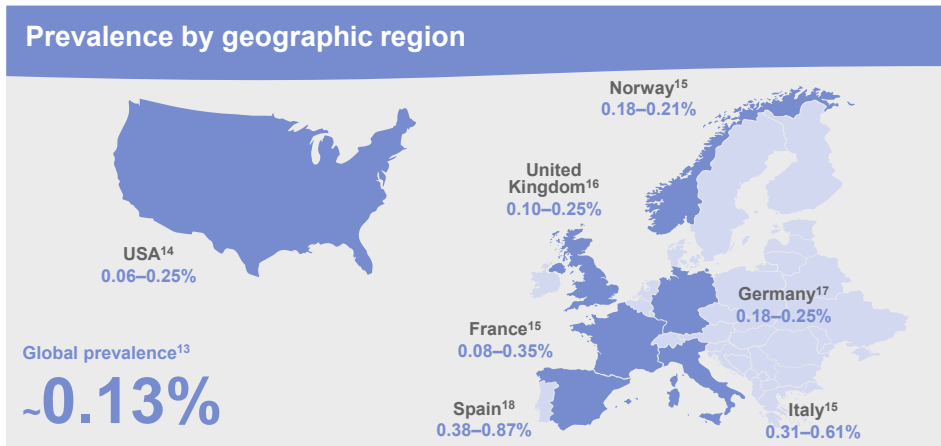 Prevalence by geographic region
Norway¹⁵
0.18–0.21%
United
Kingdom¹⁶
0.10–0.25%
USA¹⁴
0.06–0.25%
Germany¹⁷
0.18–0.25%
France¹⁵
0.08–0.35%
Global prevalence¹³
~0.13%
Spain¹⁸
0.38–0.87%
Italy¹⁵
0.31–0.61%